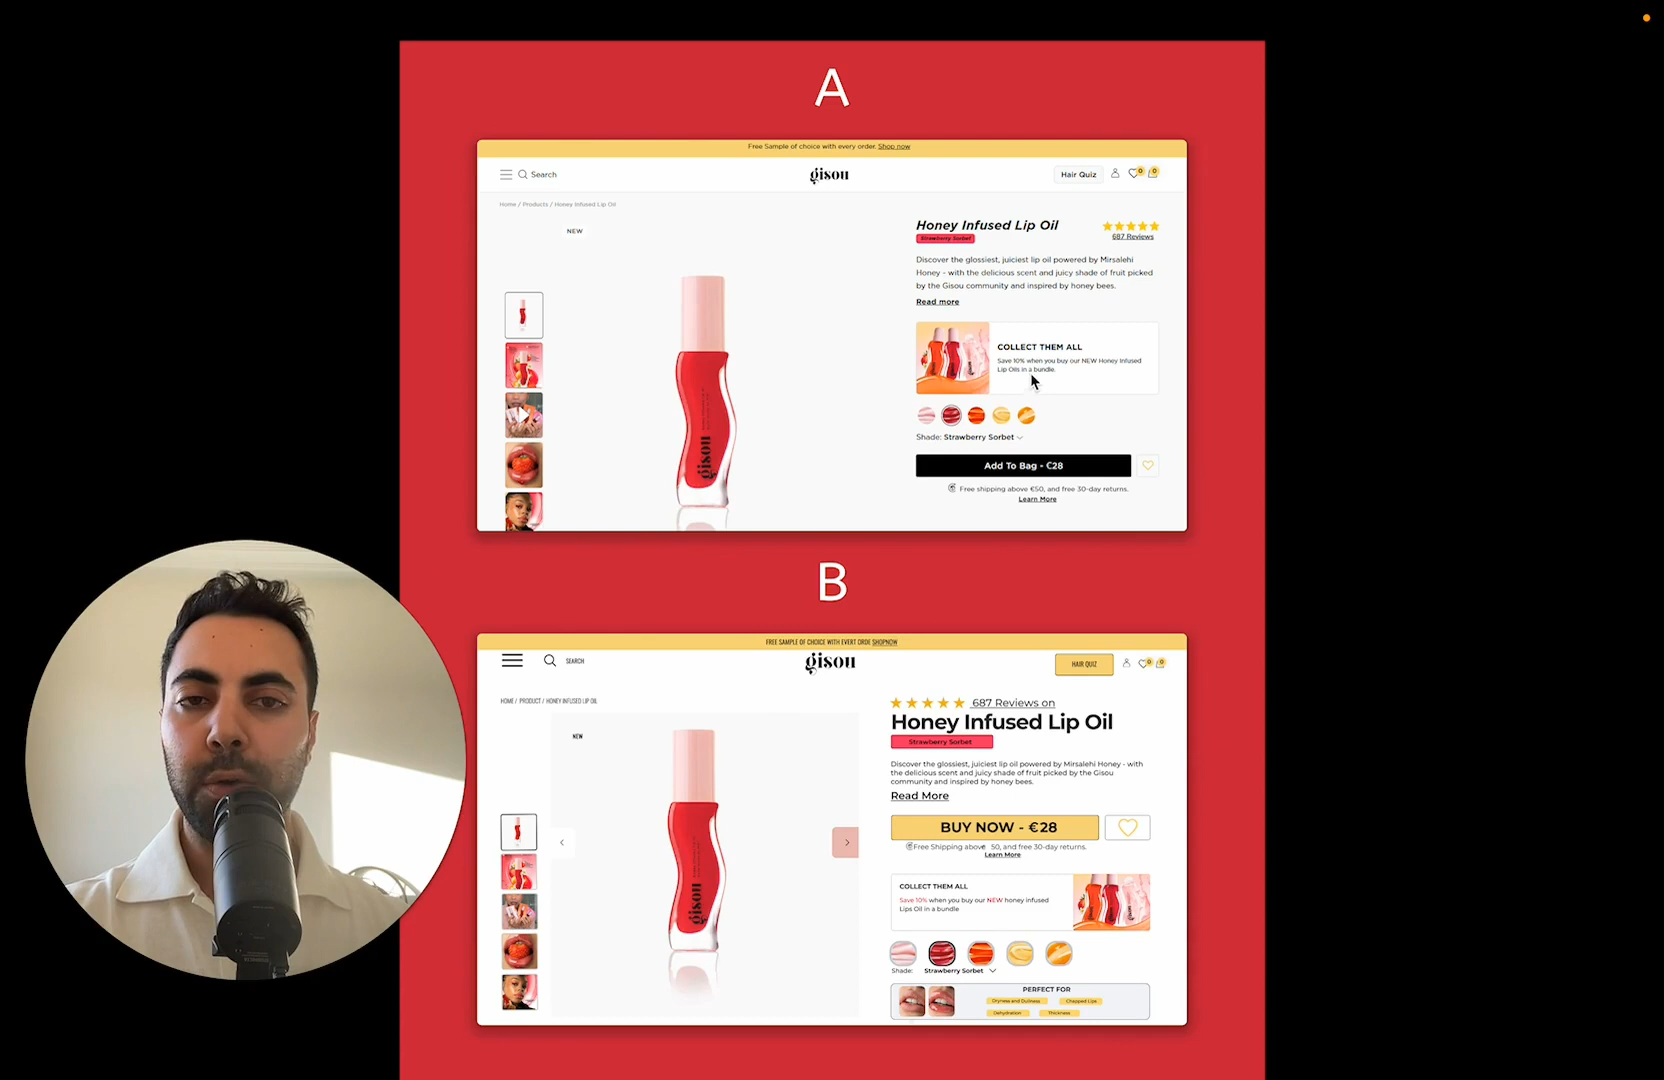 A
Free Sample of choice with every order. Shop now
Search
gisou
Hair Quiz
0
0
Home / Products / Honey Infused Lip Oil
NEW
Honey Infused Lip Oil
687 Reviews
Strawberry Sorbet
Discover the glossiest, juiciest lip oil powered by Mirsalehi
Honey - with the delicious scent and juicy shade of fruit picked
by the Gisou community and inspired by honey bees.
Read more
COLLECT THEM ALL
Save 10% when you buy our NEW Honey Infused
Lip Oils in a bundle.
gisou
Shade: Strawberry Sorbet
Add To Bag - €28
Free shipping above €50, and free 30-day returns.
Learn More
B
FREE SAMPLE OF CHOICE WITH EVERT ORDE SHOPNOW
SEARCH
gisou
HAIR QUIZ
0
0
HOME / PRODUCT / HONEY INFUSED LIP OIL
NEW
687 Reviews on
Honey Infused Lip Oil
Strawberry Sorbet
Discover the glossiest, juiciest lip oil powered by Mirsalehi Honey - with
the delicious scent and juicy shade of fruit picked by the Gisou
community and inspired by honey bees.
Read More
BUY NOW - €28
Free Shipping above 50, and free 30-day returns.
Learn More
COLLECT THEM ALL
Save 10% when you buy our NEW honey infused
Lips Oil in a bundle
gisou
Shade: Strawberry Sorbet
PERFECT FOR
Dryness and Dullness
Chapped Lips
Dehydration
Thickness